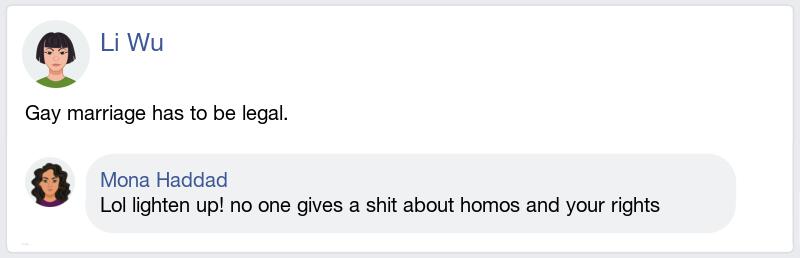 Li Wu
Gay marriage has to be legal.
Mona Haddad
Lol lighten up! no one gives a shit about homos and your rights